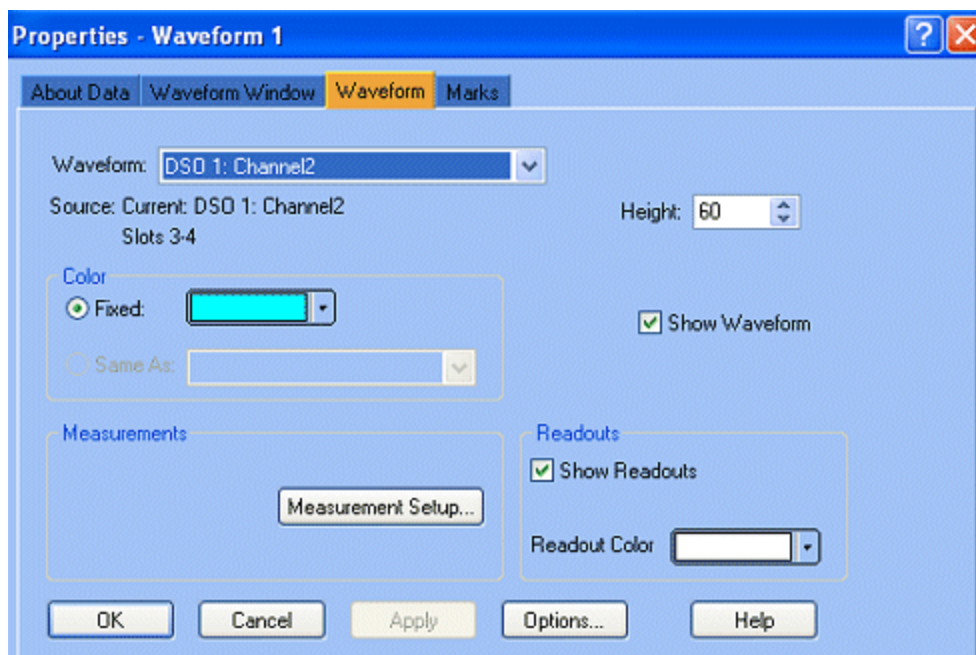 Properties - Waveform 1
About Data Waveform Window Waveform Marks
Waveform: DSO 1: Channel2
Source: Current: DSO 1: Channel2
Slots 3-4
Height: 60
Color
Fixed:
Show Waveform
Same As:
Measurements
Measurement Setup...
Readouts
Show Readouts
Readout Color
OK Cancel Apply Options... Help